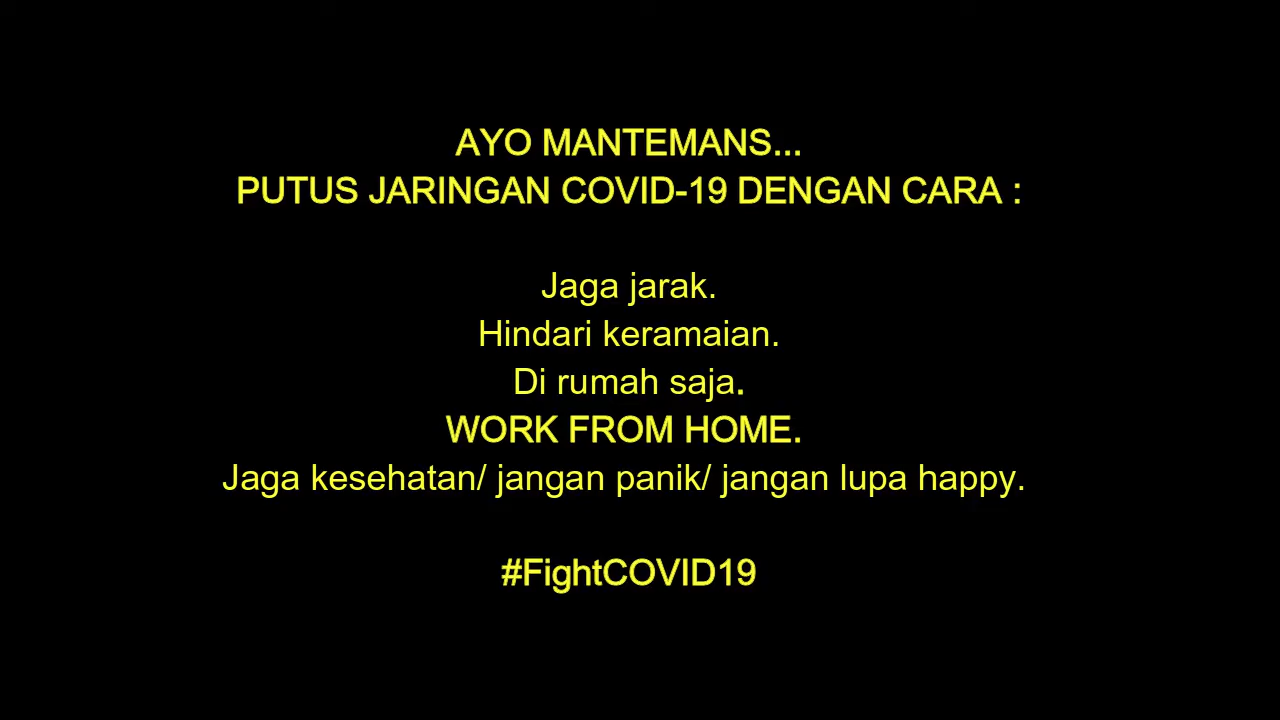 AYO MANTEMANS...
PUTUS JARINGAN COVID-19 DENGAN CARA :
Jaga jarak.
Hindari keramaian.
Di rumah saja.
WORK FROM HOME.
Jaga kesehatan/ jangan panik/ jangan lupa happy.
#FightCOVID19